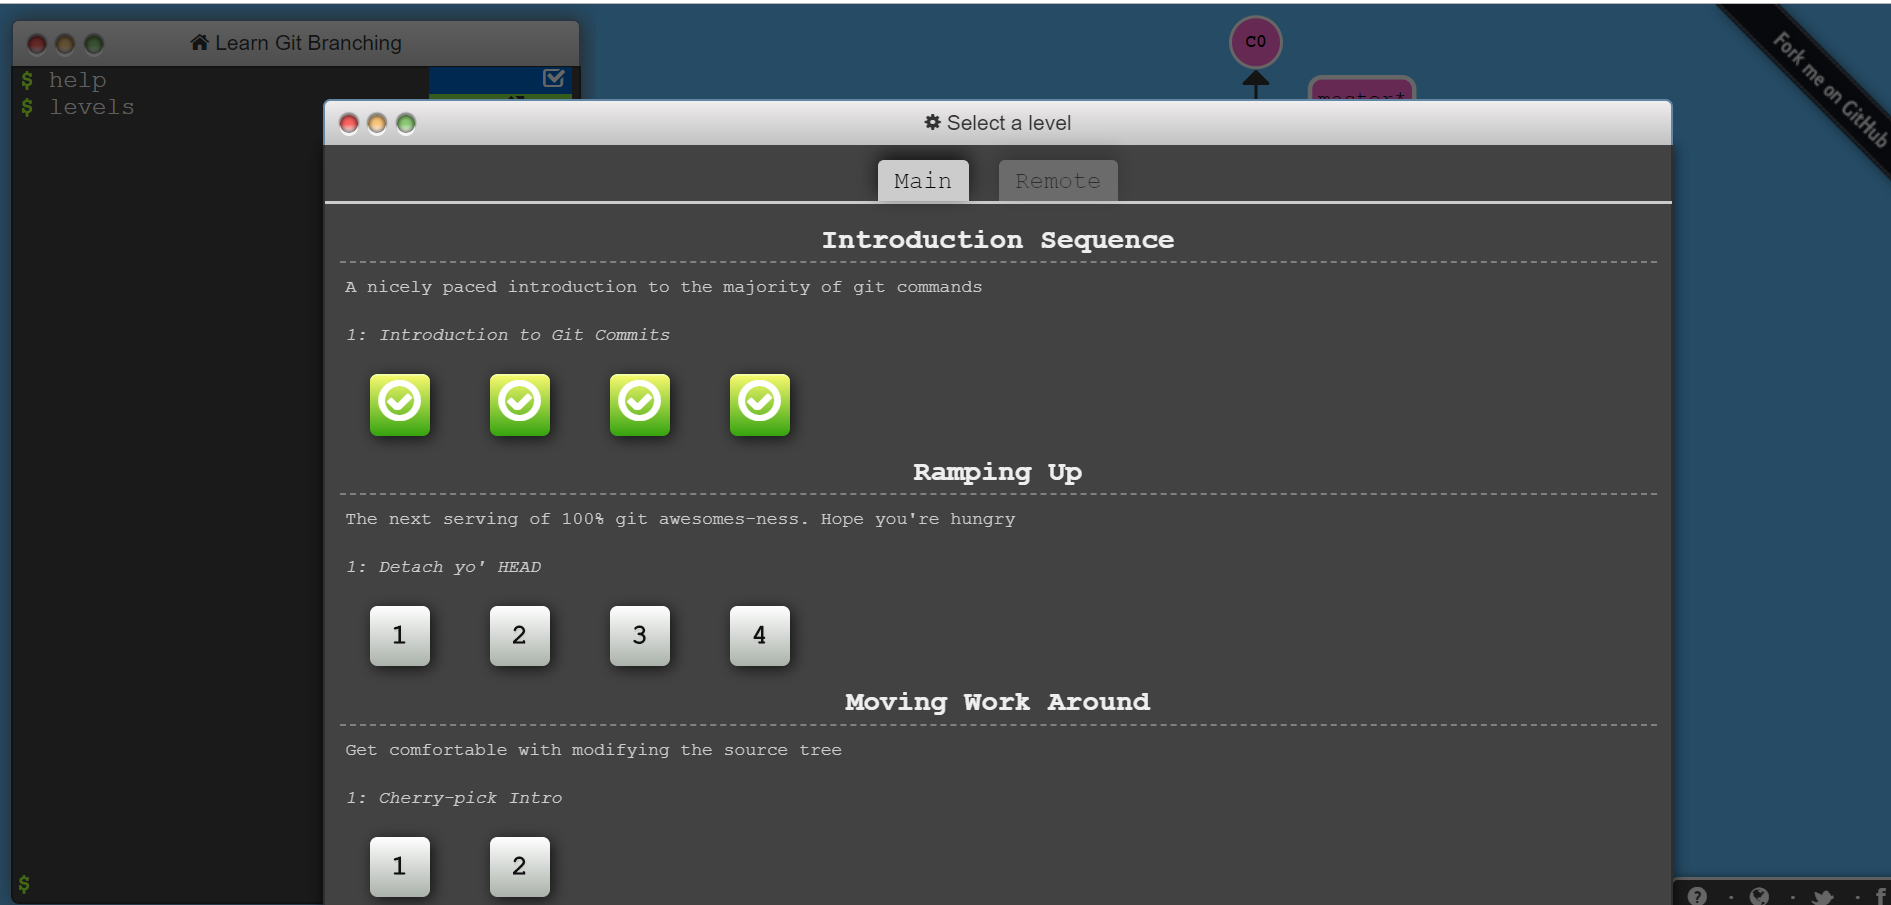 Learn Git Branching
$ help
$ levels
C0
master*
Fork me on GitHub
Select a level
Main Remote
Introduction Sequence
A nicely paced introduction to the majority of git commands
1: Introduction to Git Commits
Ramping Up
The next serving of 100% git awesomes-ness. Hope you're hungry
1: Detach yo' HEAD
1 2 3 4
Moving Work Around
Get comfortable with modifying the source tree
1: Cherry-pick Intro
1 2
$